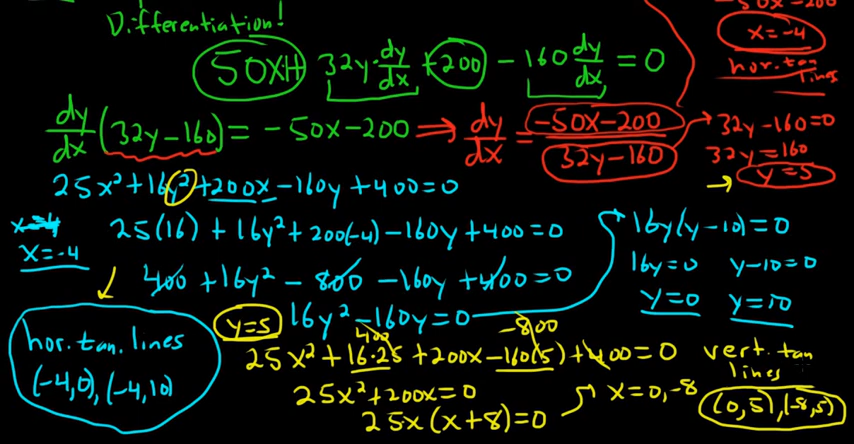 Differentiation!
-50x-200
x=-4
hor. tan lines
50x+ 32y·dy/dx +200 - 160 dy/dx = 0
dy/dx (32y-160) = -50x-200 ⇒ dy/dx = (-50x-200)/(32y-160)
32y-160=0
32y=160
→ y=5
25x²+16y²+200x-160y+400=0
x=-4
25(16) + 16y²+200(-4)-160y+400=0
400 +16y² - 800 -160y +400=0
16y²-160y=0
16y(y-10)=0
16y=0 y-10=0
y=0 y=10
hor. tan. lines
(-4,0), (-4,10)
y=5
400 -800
25x²+16·25+200x-160(5)+400=0
25x²+200x=0
25x(x+8)=0
x=0,-8
vert. tan lines
(0,5),(-8,5)